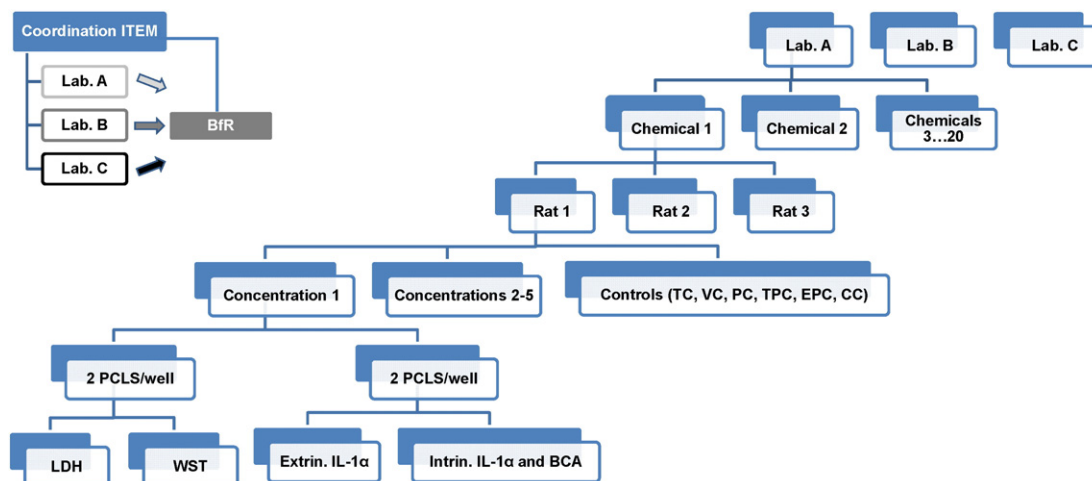 Coordination ITEM
Lab. A
Lab. B
Lab. C
BfR
Lab. A
Lab. B
Lab. C
Chemical 1
Chemical 2
Chemicals
3…20
Rat 1
Rat 2
Rat 3
Concentration 1
Concentrations 2-5
Controls (TC, VC, PC, TPC, EPC, CC)
2 PCLS/well
2 PCLS/well
LDH
WST
Extrin. IL-1α
Intrin. IL-1α and BCA